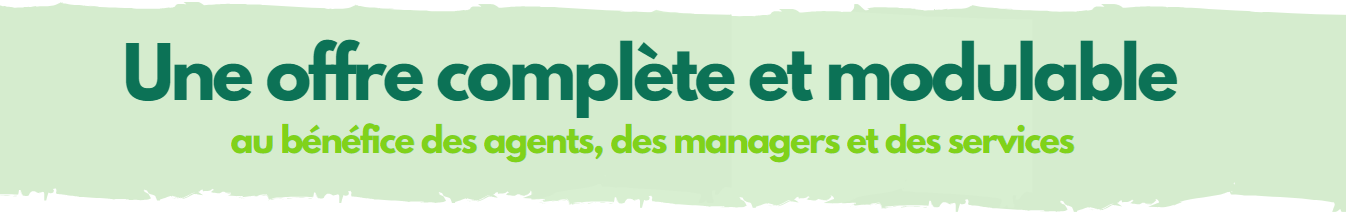 Une offre complète et modulable
au bénéfice des agents, des managers et des services